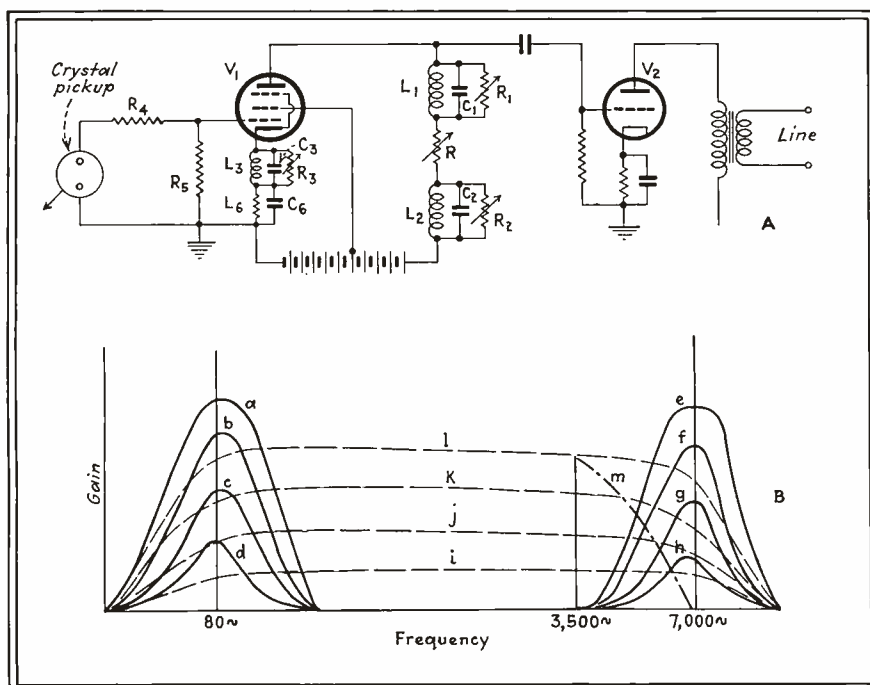 Crystal pickup
R4
R5
V1
L3
C3
R3
L6
C6
L1
C1
R1
R
L2
C2
R2
V2
Line
A
Gain
a
b
c
d
l
K
j
i
m
e
f
g
h
B
80~
3,500~
7,000~
Frequency